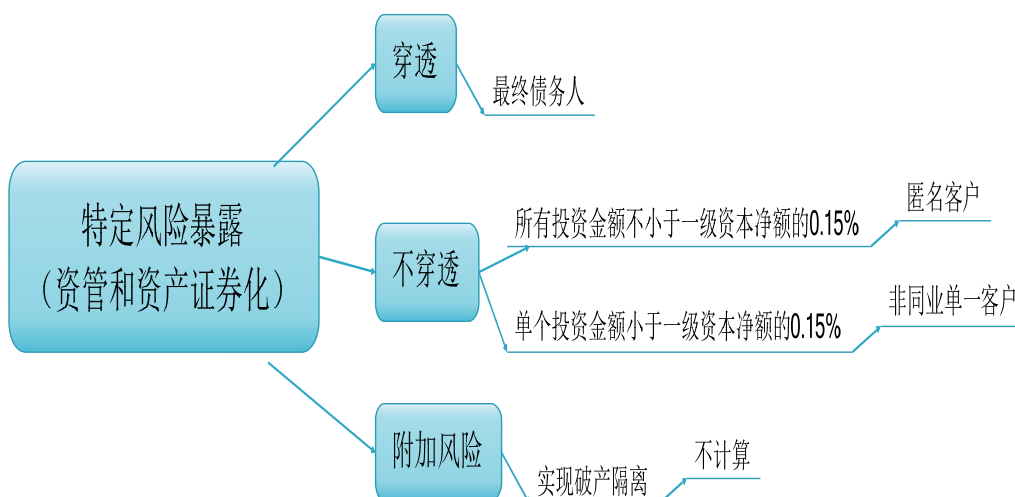 穿透
最终债务人
特定风险暴露
（资管和资产证券化）
不穿透
所有投资金额不小于一级资本净额的0.15%
匿名客户
单个投资金额小于一级资本净额的0.15%
非同业单一客户
附加风险
实现破产隔离
不计算